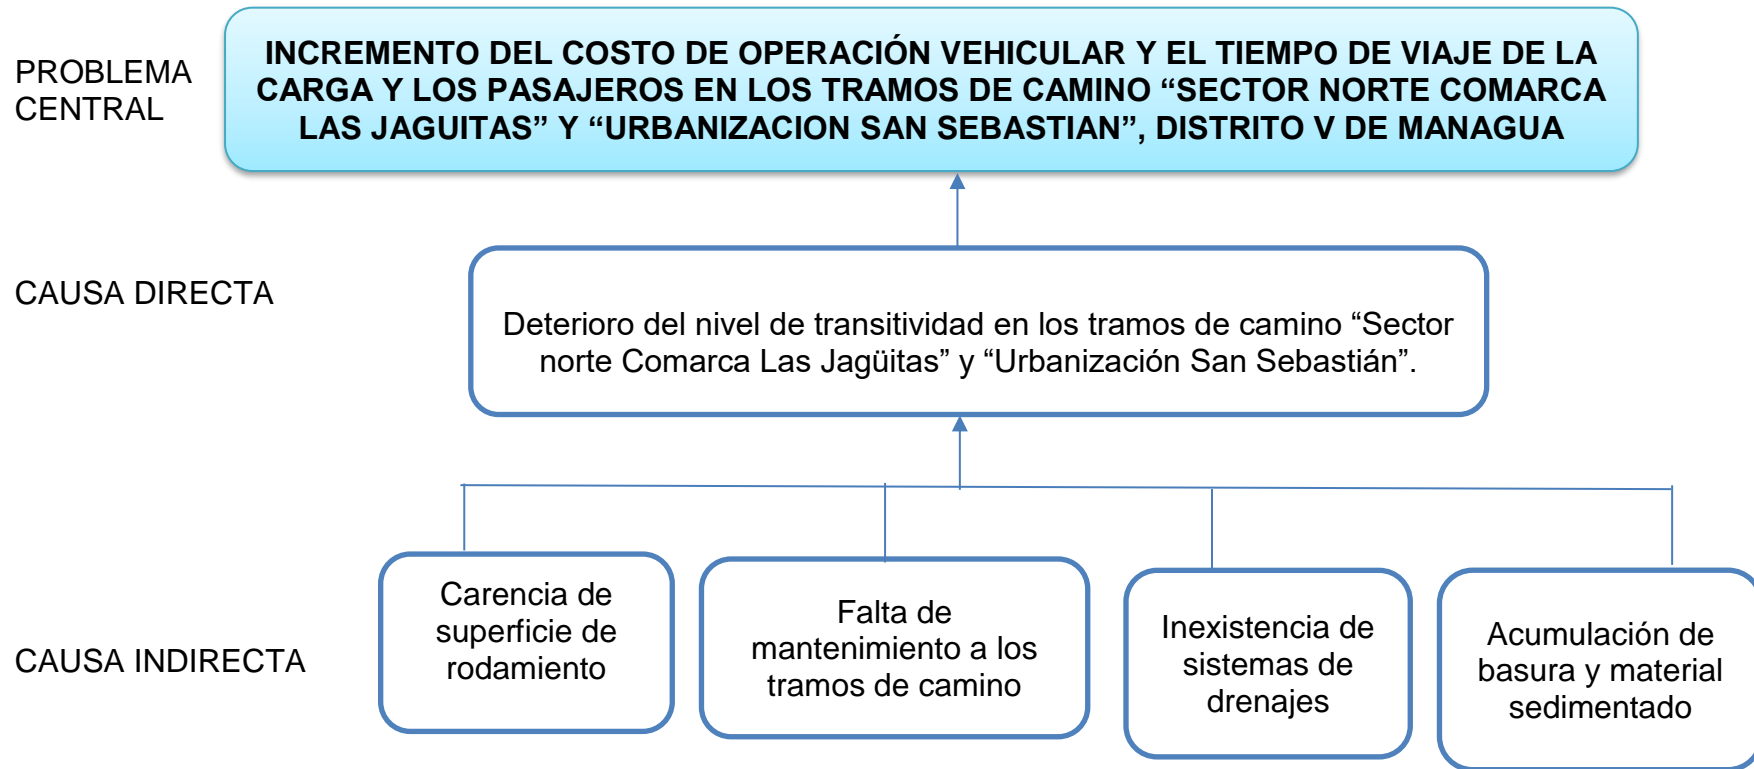 PROBLEMA
CENTRAL
INCREMENTO DEL COSTO DE OPERACIÓN VEHICULAR Y EL TIEMPO DE VIAJE DE LA
CARGA Y LOS PASAJEROS EN LOS TRAMOS DE CAMINO “SECTOR NORTE COMARCA
LAS JAGUITAS” Y “URBANIZACION SAN SEBASTIAN”, DISTRITO V DE MANAGUA
CAUSA DIRECTA
Deterioro del nivel de transitividad en los tramos de camino “Sector
norte Comarca Las Jagüitas” y “Urbanización San Sebastián”.
CAUSA INDIRECTA
Carencia de
superficie de
rodamiento
Falta de
mantenimiento a los
tramos de camino
Inexistencia de
sistemas de
drenajes
Acumulación de
basura y material
sedimentado